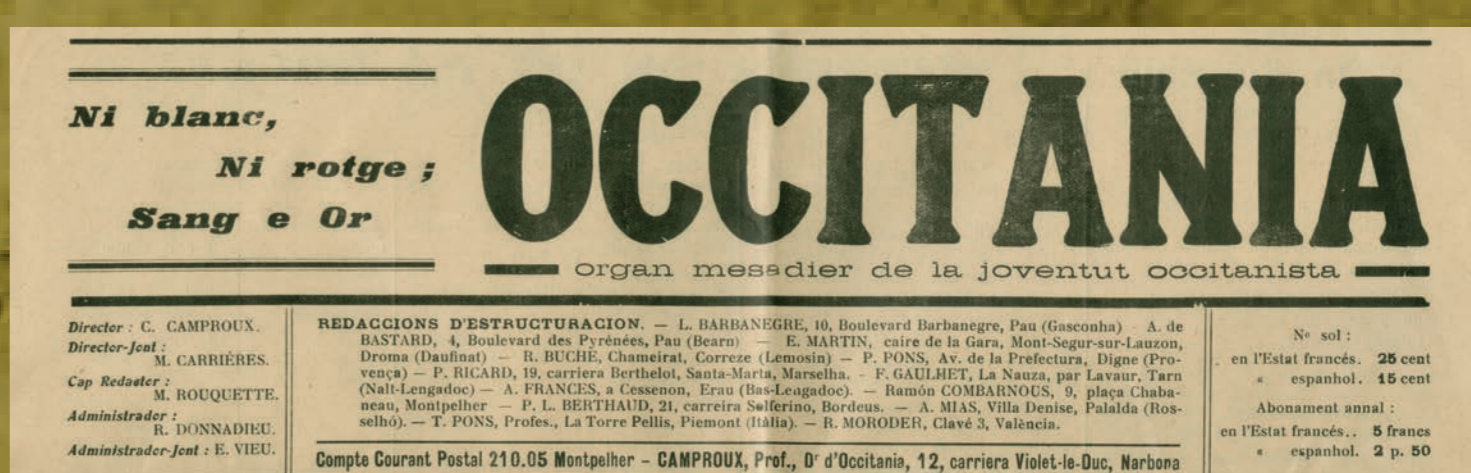 Ni blanc,
Ni rotge ;
Sang e Or
OCCITANIA
organ mesadier de la joventut occitanista
Director : C. CAMPROUX.
Director-Jont :
M. CARRIÉRES.
Cap Redactor :
M. ROUQUETTE.
Administrador :
R. DONNADIEU.
Administrador-Jont : E. VIEU.
REDACCIONS D'ESTRUCTURACION. — L. BARBANEGRE, 10, Boulevard Barbanegre, Pau (Gasconha) - A. de
BASTARD, 4, Boulevard des Pyrénées, Pau (Bearn) — E. MARTIN, caire de la Gara, Mont-Segur-sur-Lauzon,
Droma (Daufinat) — R. BUCHE, Chameirat, Correze (Lemosin) — P. PONS, Av. de la Prefectura, Digne (Pro-
vença) — P. RICARD, 19, carriera Berthelot, Santa-Marta, Marselha. - F. GAULHET, La Nauza, par Lavaur, Tarn
(Nalt-Lengadoc) — A. FRANCES, a Cessenon, Erau (Bas-Lengadoc). — Ramón COMBARNOUS, 9, plaça Chaba-
neau, Montpelher — P. L. BERTHAUD, 21, carreira Solferino, Bordeus. — A. MIAS, Villa Denise, Palalda (Ros-
selhó). — T. PONS, Profes., La Torre Pellis, Piemont (Itália). — R. MORODER, Clavé 3, València.
Compte Courant Postal 210.05 Montpelher - CAMPROUX, Prof., Dr d'Occitania, 12, carriera Violet-le-Duc, Narbona
No sol :
en l'Estat francés. 25 cent
« espanhol. 15 cent
Abonament annal :
en l'Estat francés.. 5 francs
« espanhol. 2 p. 50